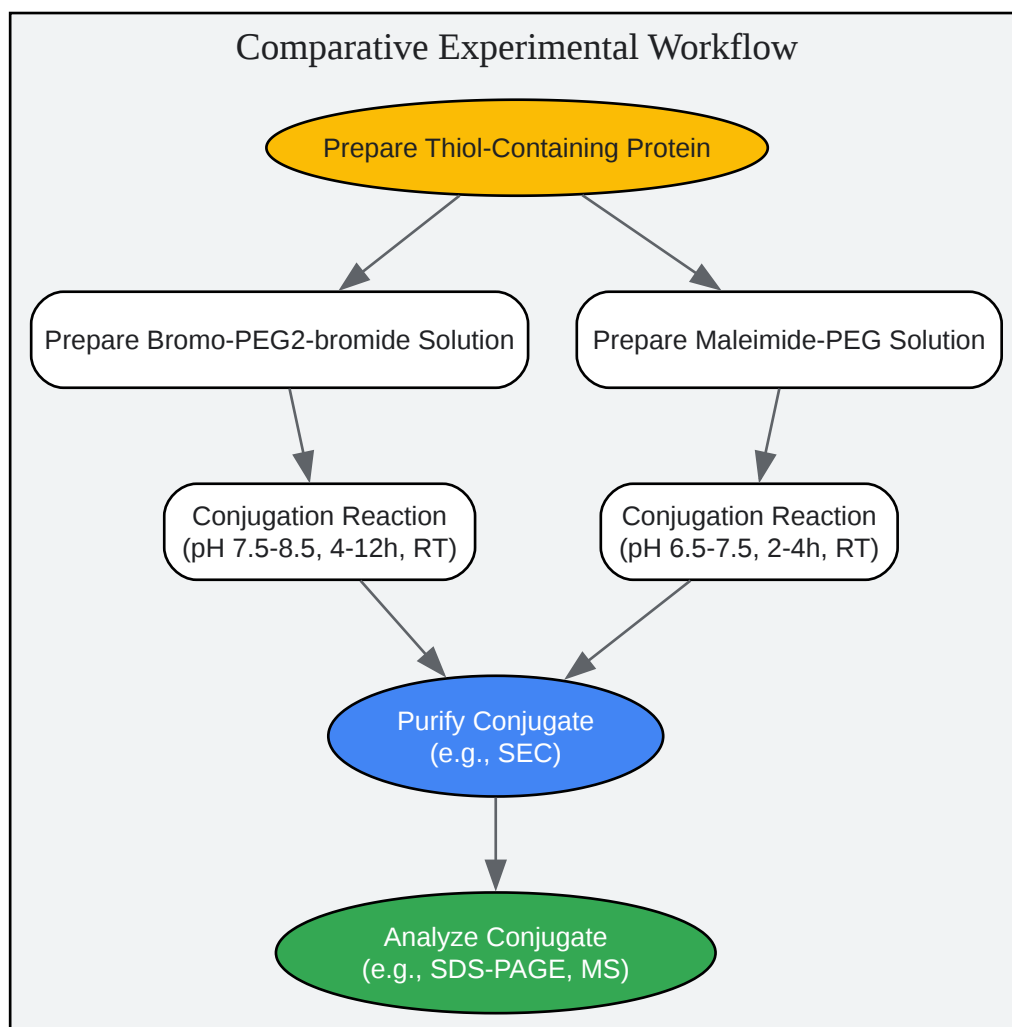 Comparative Experimental Workflow
Prepare Thiol-Containing Protein
Prepare Bromo-PEG2-bromide Solution
Prepare Maleimide-PEG Solution
Conjugation Reaction
(pH 7.5-8.5, 4-12h, RT)
Conjugation Reaction
(pH 6.5-7.5, 2-4h, RT)
Purify Conjugate
(e.g., SEC)
Analyze Conjugate
(e.g., SDS-PAGE, MS)